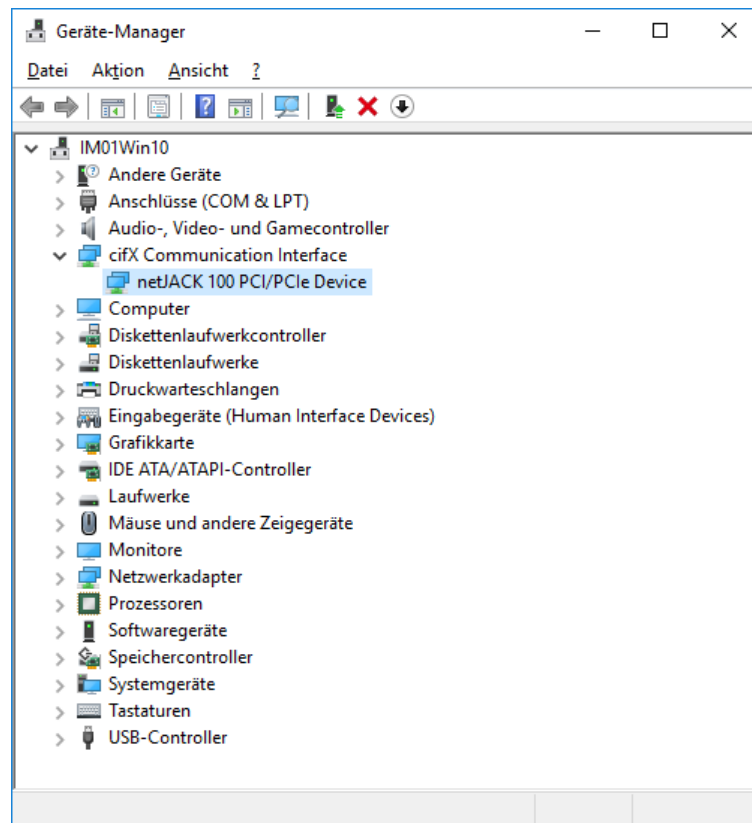 Geräte-Manager
Datei Aktion Ansicht ?
IM01Win10
Andere Geräte
Anschlüsse (COM & LPT)
Audio-, Video- und Gamecontroller
cifX Communication Interface
netJACK 100 PCI/PCIe Device
Computer
Diskettenlaufwerkcontroller
Diskettenlaufwerke
Druckwarteschlangen
Eingabegeräte (Human Interface Devices)
Grafikkarte
IDE ATA/ATAPI-Controller
Laufwerke
Mäuse und andere Zeigegeräte
Monitore
Netzwerkadapter
Prozessoren
Softwaregeräte
Speichercontroller
Systemgeräte
Tastaturen
USB-Controller